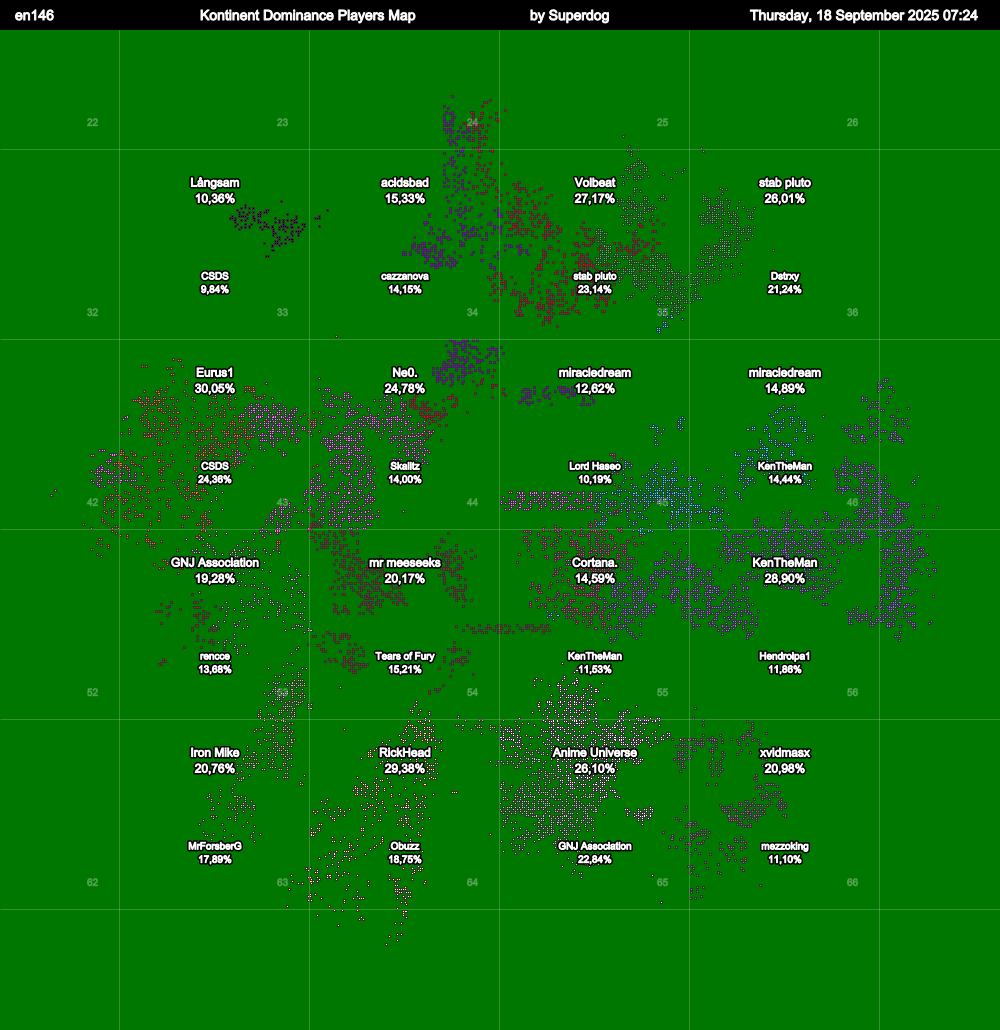 en146 Kontinent Dominance Players Map by Superdog Thursday, 18 September 2025 07:24
22 23 24 25 26
Långsam acidsbad Volbeat stab pluto
10,36% 15,33% 27,17% 26,01%
CSDS cazzanova stab pluto Dstrxy
9,84% 14,15% 23,14% 21,24%
32 33 34 35 36
Eurus1 Ne0. miracledream miracledream
30,05% 24,78% 12,62% 14,89%
CSDS Skalitz Lord Haseo KenTheMan
24,36% 14,00% 10,19% 14,44%
42 43 44 45 46
GNJ Association mr meeseeks Cortana. KenTheMan
19,28% 20,17% 14,59% 28,90%
rencce Tears of Fury KenTheMan Hendrolpa1
13,68% 15,21% 11,53% 11,86%
52 53 54 55 56
Iron Mike RickHead Anime Universe xvidmasx
20,76% 29,38% 26,10% 20,98%
MrForsberG Obuzz GNJ Association mezzoking
17,89% 18,75% 22,84% 11,10%
62 63 64 65 66